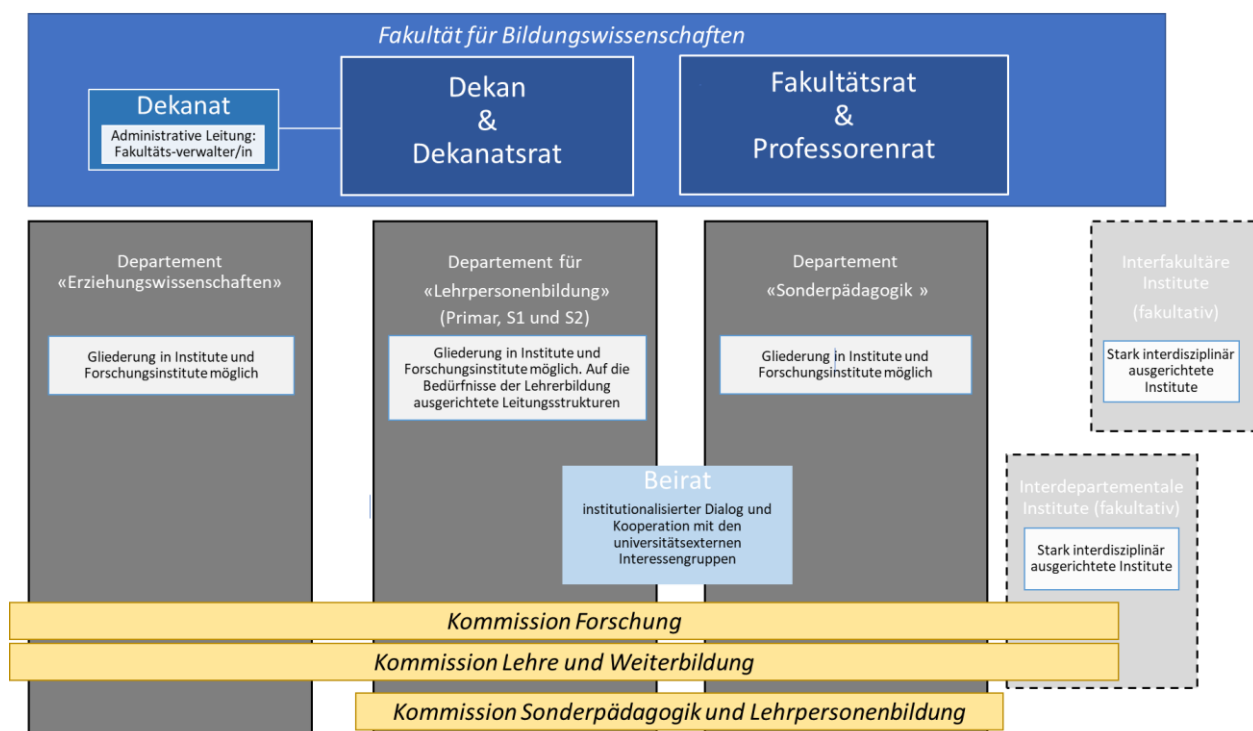 Fakultät für Bildungswissenschaften
Dekanat
Administrative Leitung:
Fakultäts-verwalter/in
Dekan
&
Dekanatsrat
Fakultätsrat
&
Professorenrat
Departement
«Erziehungswissenschaften»
Gliederung in Institute und
Forschungsinstitute möglich
Departement für
«Lehrpersonenbildung»
(Primar, S1 und S2)
Gliederung in Institute und
Forschungsinstitute möglich. Auf die
Bedürfnisse der Lehrerbildung
ausgerichtete Leitungsstrukturen
Departement
«Sonderpädagogik »
Gliederung in Institute und
Forschungsinstitute möglich
Interfakultäre
Institute
(fakultativ)
Stark interdisziplinär
ausgerichtete
Institute
Beirat
institutionalisierter Dialog und
Kooperation mit den
universitätsexternen
Interessengruppen
Interdepartementale
Institute (fakultativ)
Stark interdisziplinär
ausgerichtete Institute
Kommission Forschung
Kommission Lehre und Weiterbildung
Kommission Sonderpädagogik und Lehrpersonenbildung